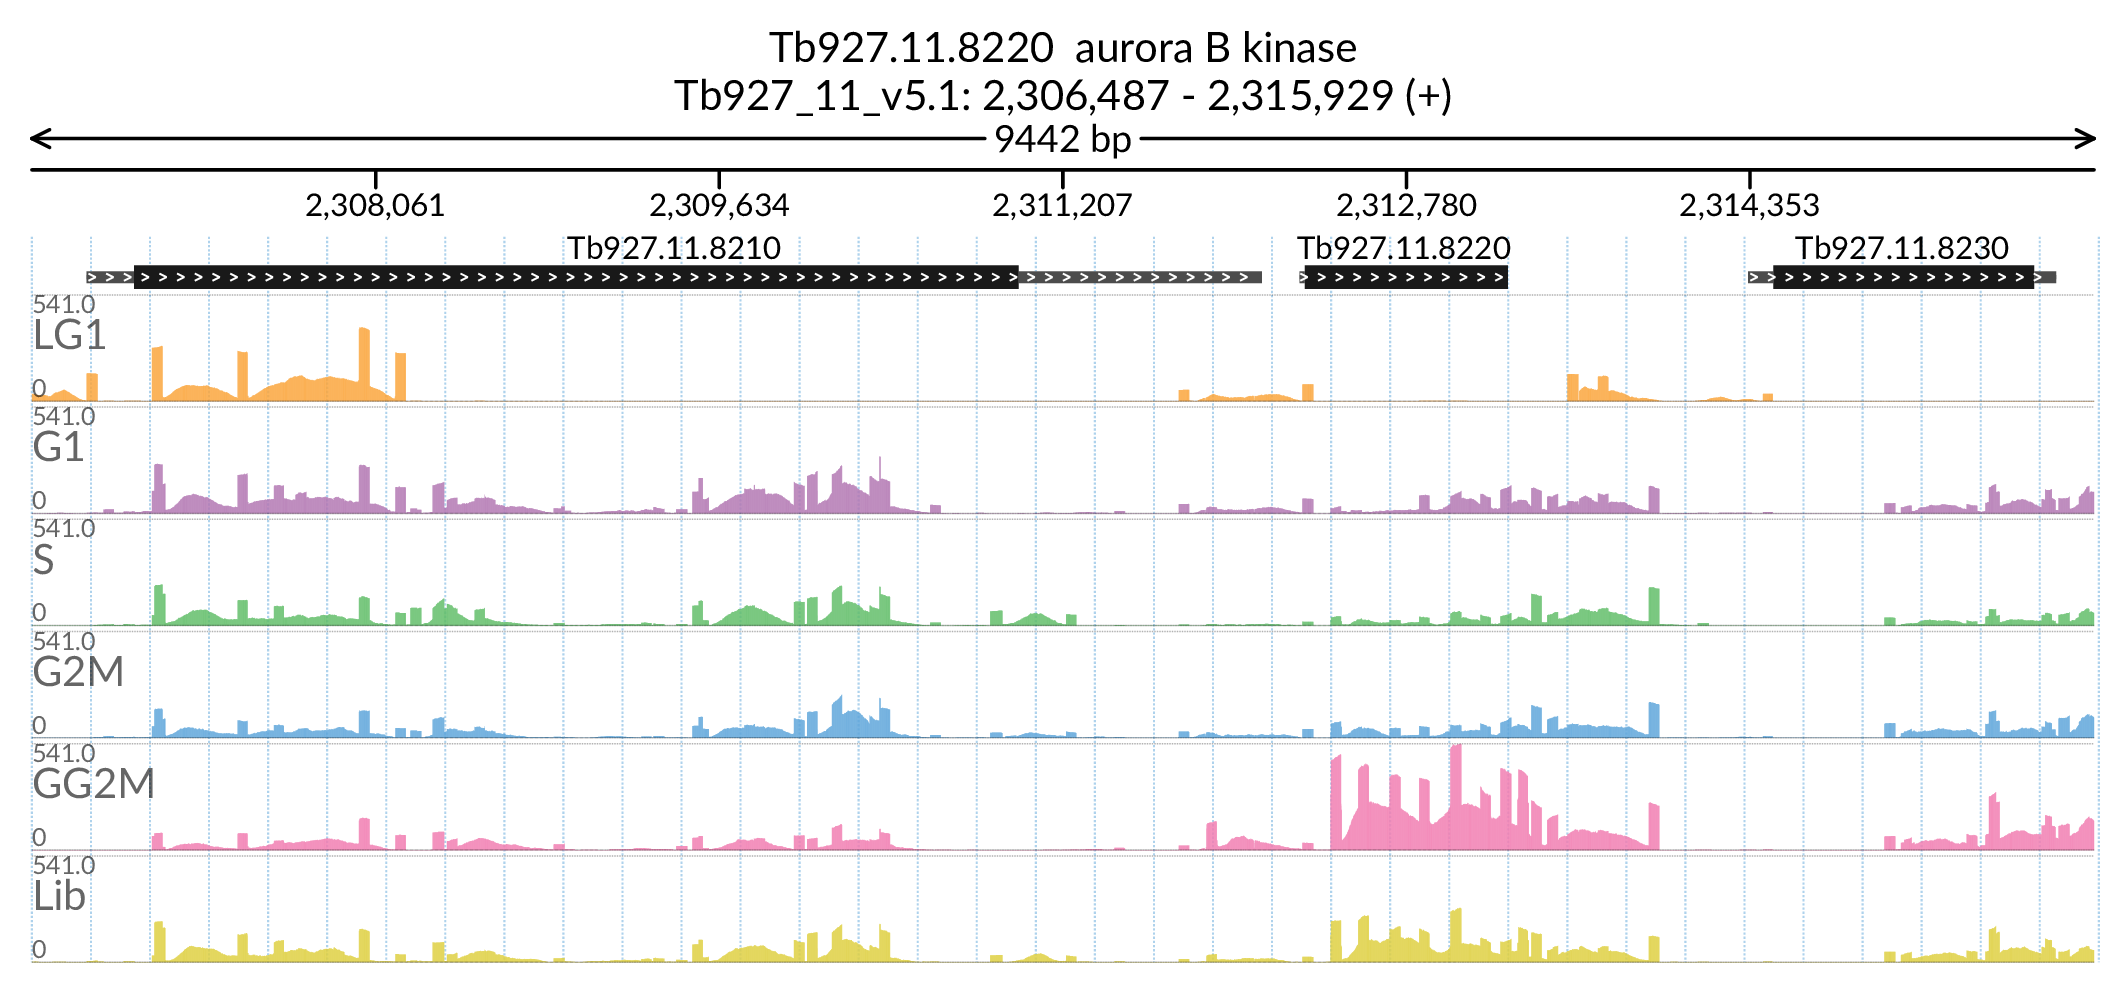 Tb927.11.8220 aurora B kinase
Tb927_11_v5.1: 2,306,487 - 2,315,929 (+)
9442 bp
2,308,061 2,309,634 2,311,207 2,312,780 2,314,353
Tb927.11.8210 Tb927.11.8220 Tb927.11.8230
541.0
LG1
0
541.0
G1
0
541.0
S
0
541.0
G2M
0
541.0
GG2M
0
541.0
Lib
0